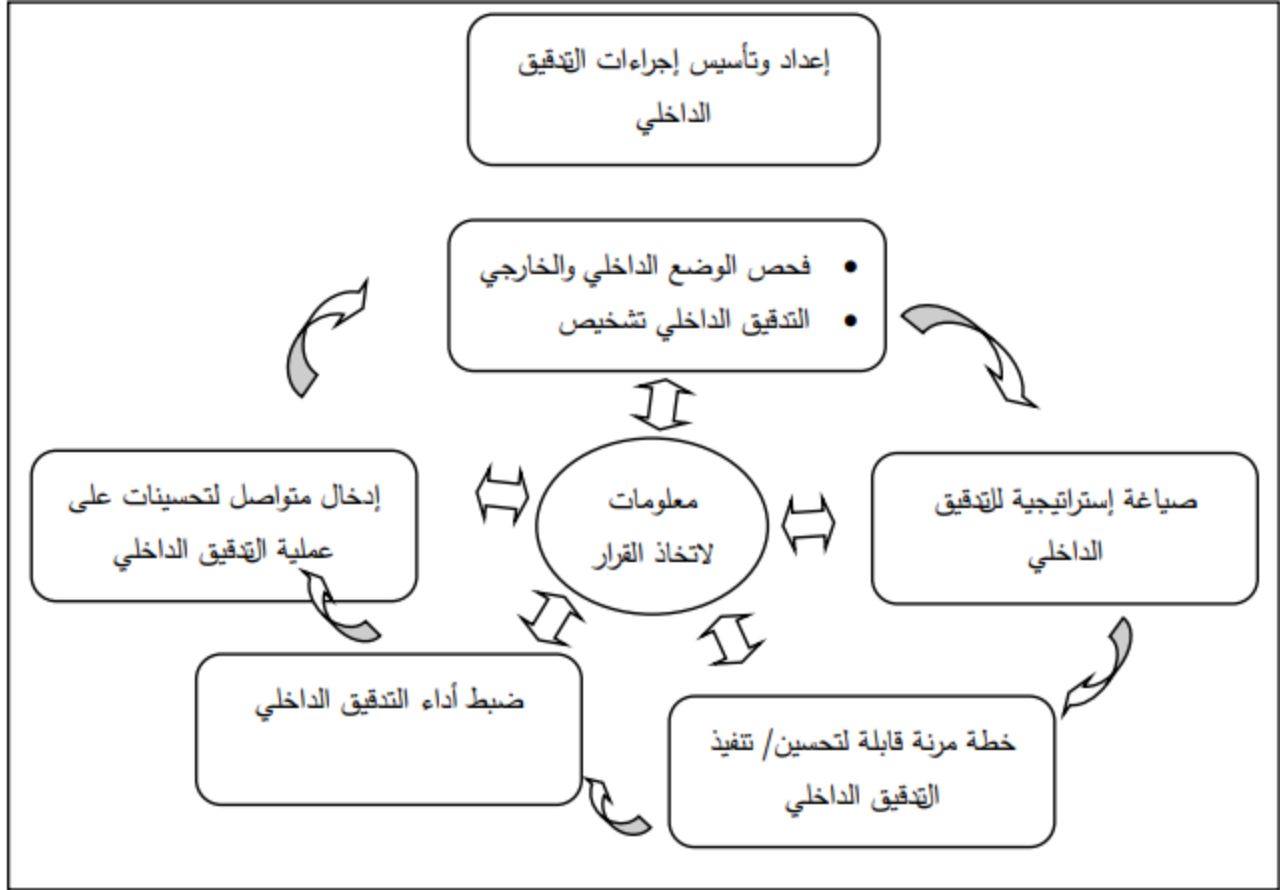 إعداد وتأسيس إجراءات التدقيق
الداخلي
• فحص الوضع الداخلي والخارجي
• التدقيق الداخلي تشخيص
صياغة إستراتيجية للتدقيق
الداخلي
معلومات
لاتخاذ القرار
إدخال متواصل لتحسينات على
عملية التدقيق الداخلي
خطة مرنة قابلة لتحسين/ تنفيذ
التدقيق الداخلي
ضبط أداء التدقيق الداخلي